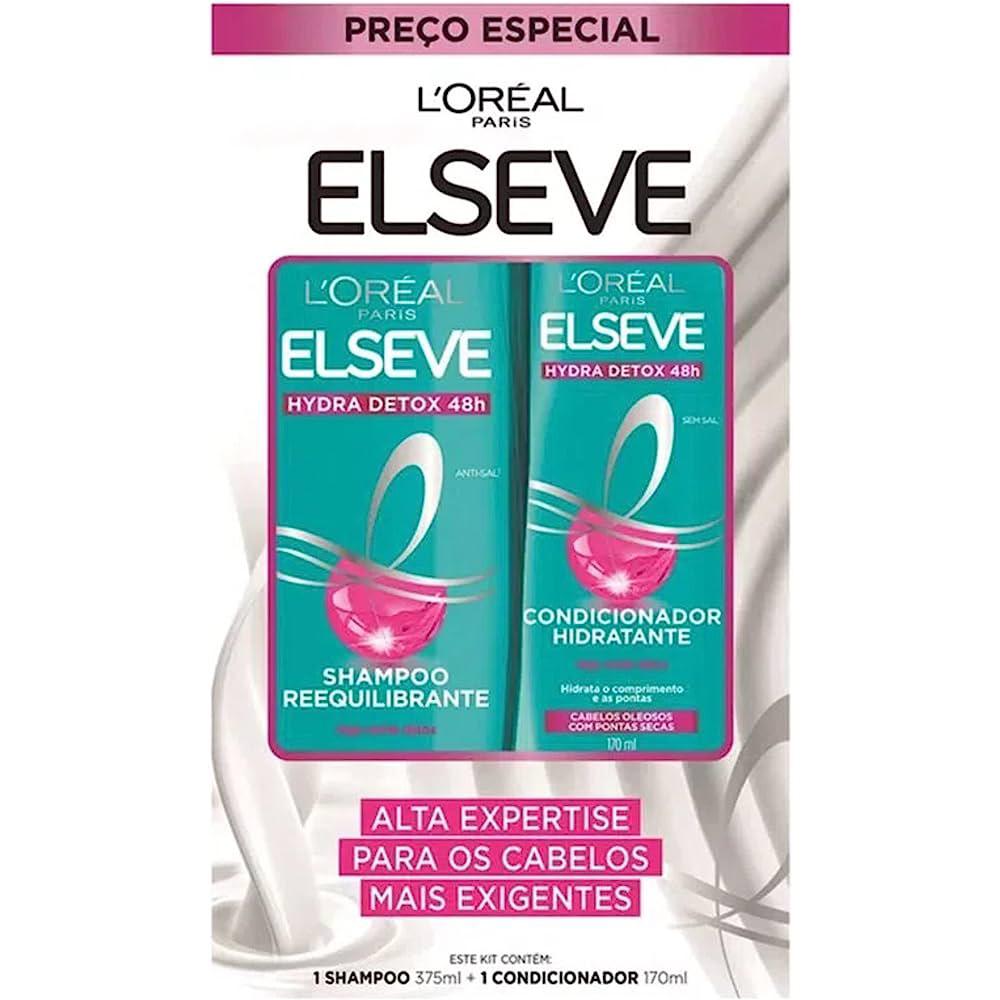 PREÇO ESPECIAL
L'ORÉAL
PARIS
ELSEVE
L'ORÉAL
PARIS
ELSEVE
HYDRA DETOX 48h
ANTI-SAL
SHAMPOO
REEQUILIBRANTE
L'ORÉAL
PARIS
ELSEVE
HYDRA DETOX 48h
SEM SAL
CONDICIONADOR
HIDRATANTE
Hidrata o comprimento
e as pontas
CABELOS OLEOSOS
COM PONTAS SECAS
170 ml
ALTA EXPERTISE
PARA OS CABELOS
MAIS EXIGENTES
ESTE KIT CONTÉM:
1 SHAMPOO 375ml + 1 CONDICIONADOR 170ml